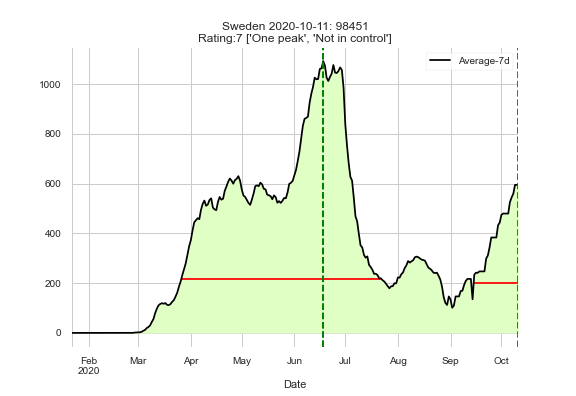 Sweden 2020-10-11: 98451
Rating:7 ['One peak', 'Not in control']
Average-7d
1000
800
600
400
200
0
Feb Mar Apr May Jun Jul Aug Sep Oct
2020
Date